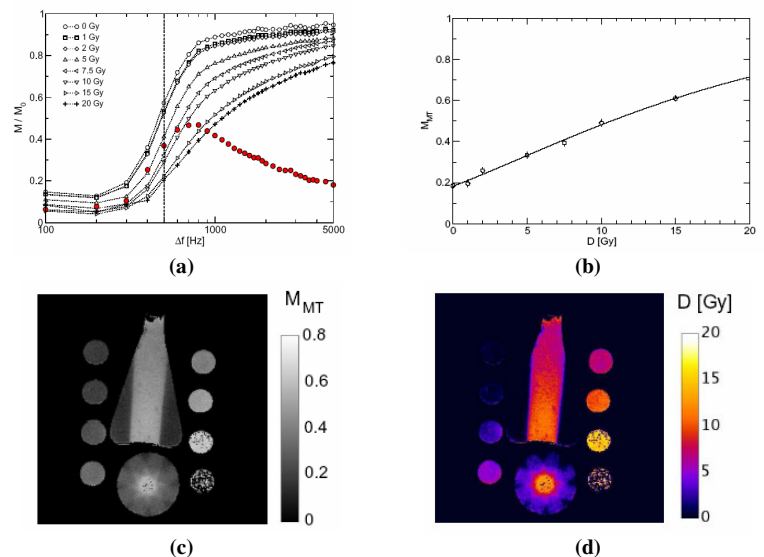 1
0.8
0.6
0.4
0.2
0
M / M0
0 Gy
1 Gy
2 Gy
5 Gy
7.5 Gy
10 Gy
15 Gy
20 Gy
100
1000
5000
Δf [Hz]
(a)
1
0.8
0.6
0.4
0.2
0
M_MT
0
5
10
15
20
D [Gy]
(b)
M_MT
0.8
0.6
0.4
0.2
0
(c)
D [Gy]
20
15
10
5
0
(d)